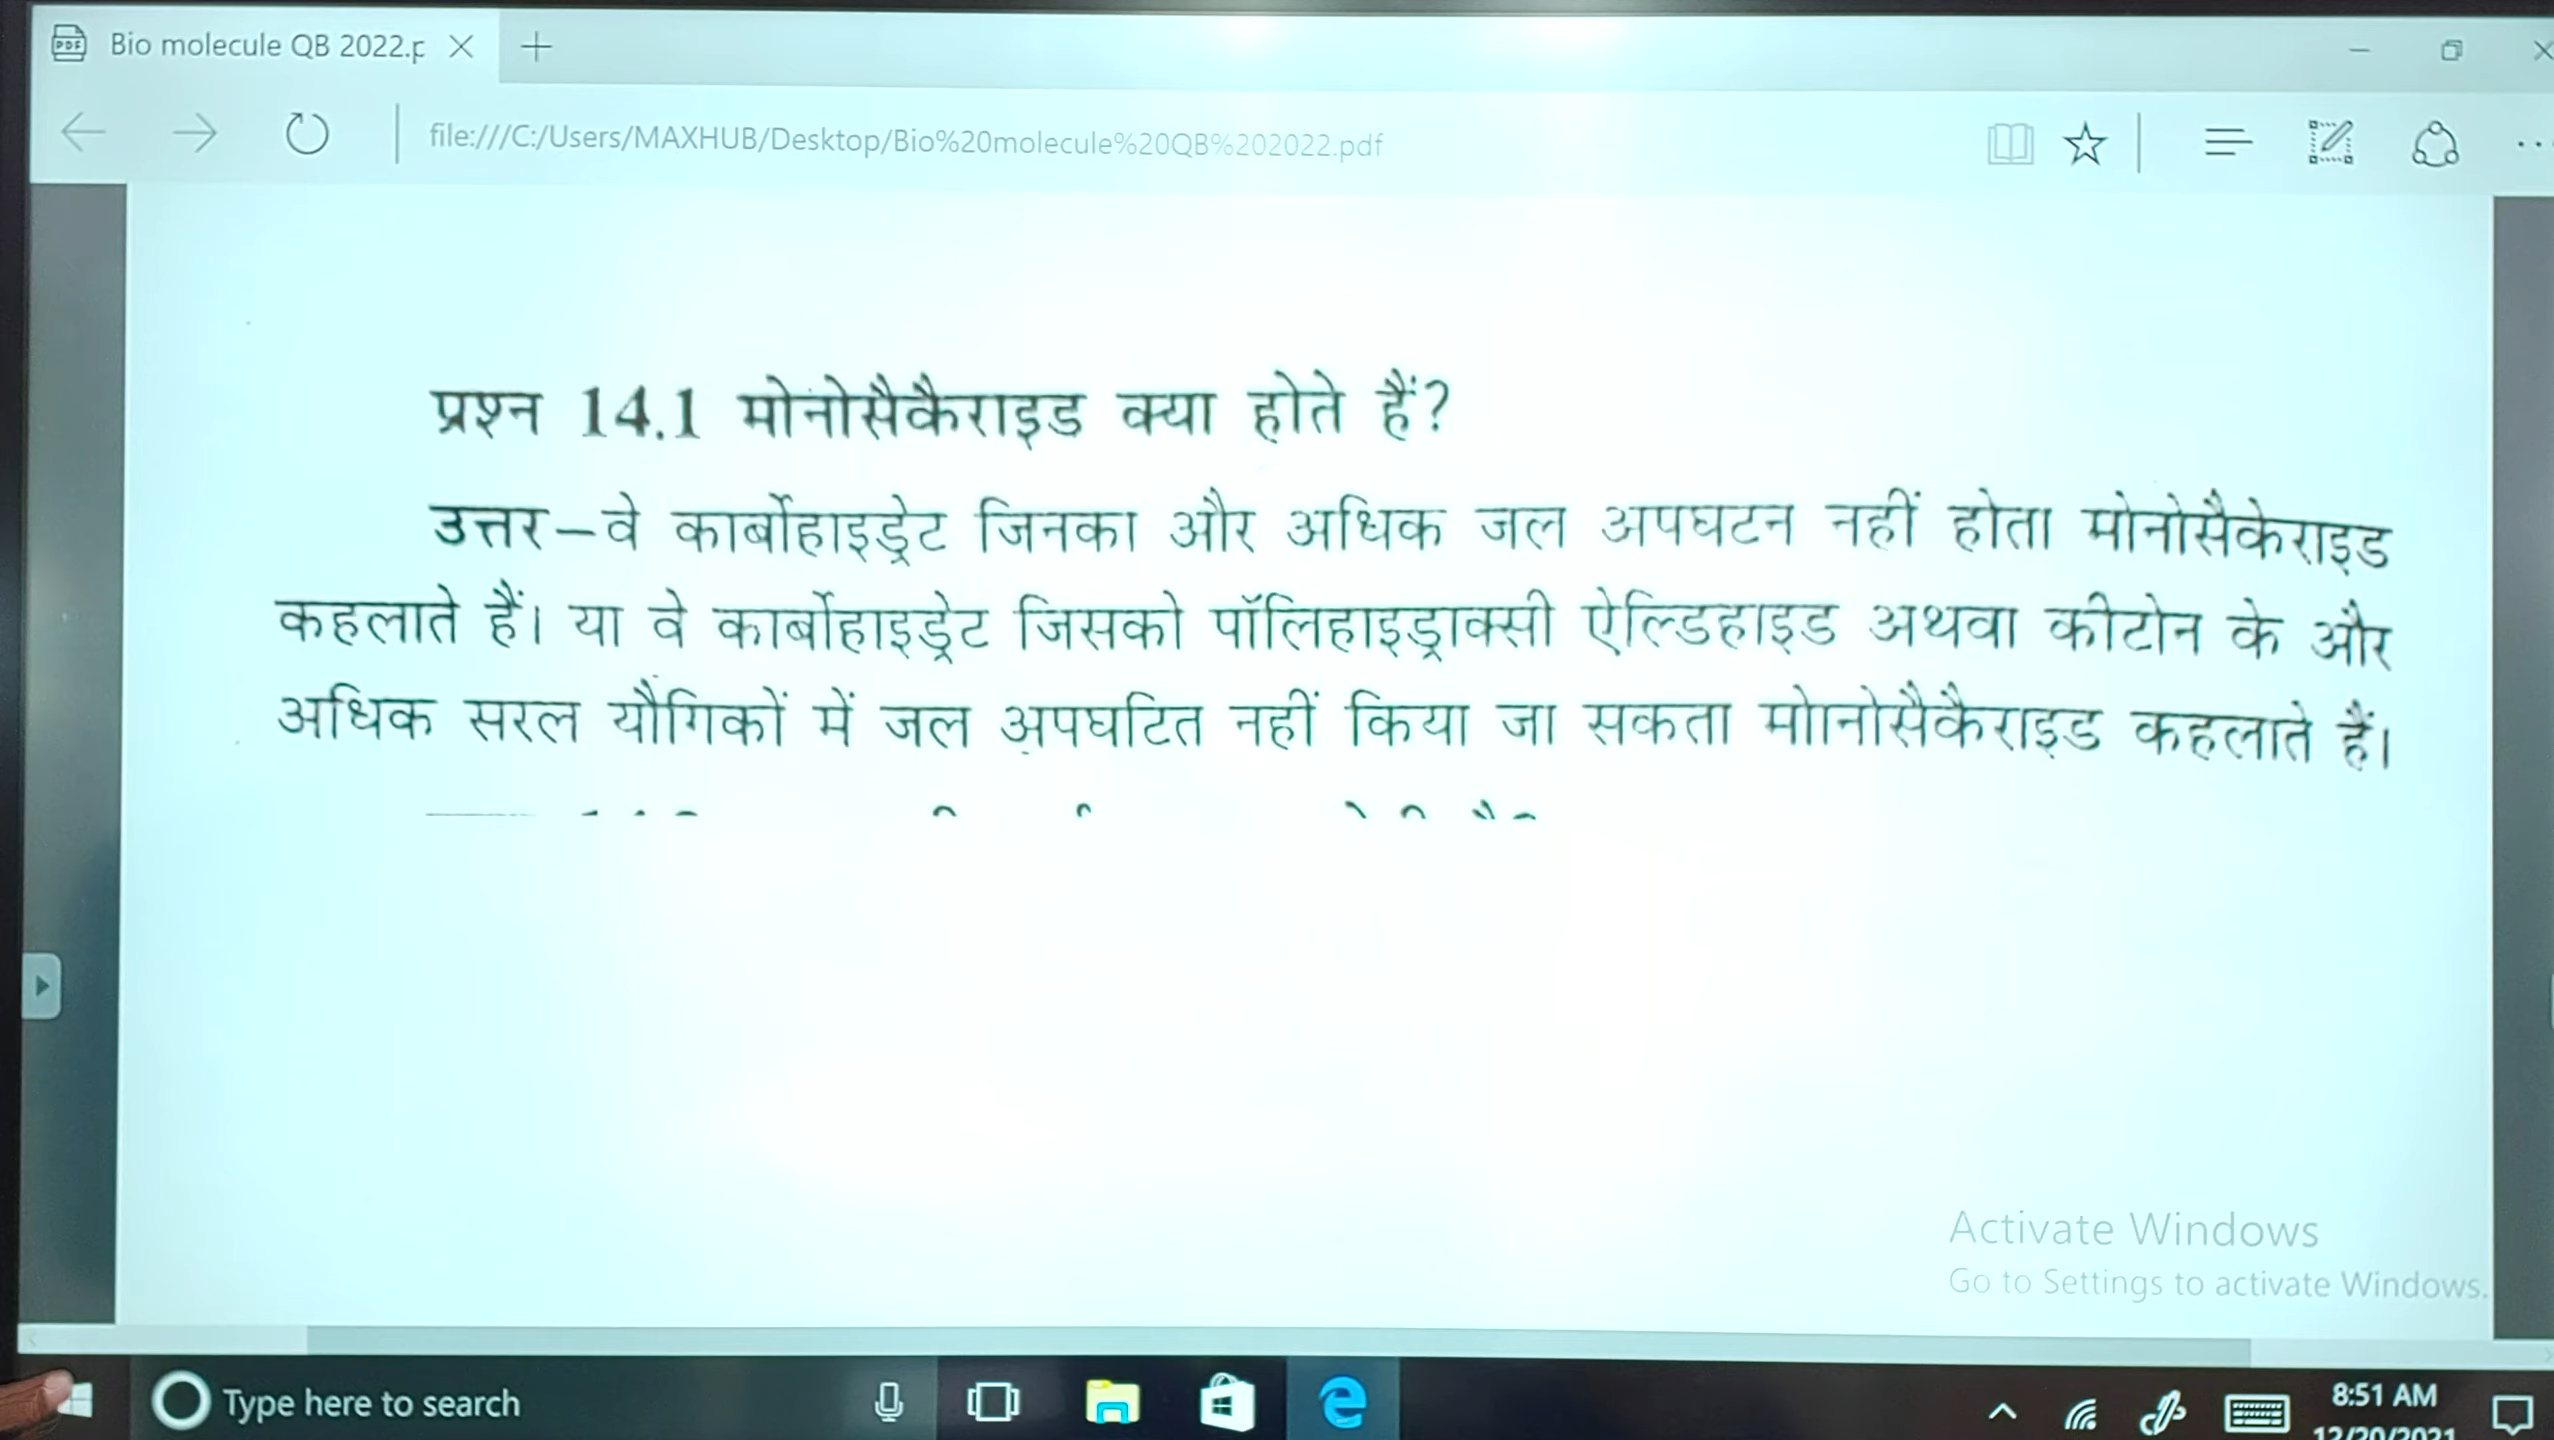 Bio molecule QB 2022.p
file:///C:/Users/MAXHUB/Desktop/Bio%20molecule%20QB%202022.pdf
प्रश्न 14.1 मोनोसैकैराइड क्या होते हैं?
उत्तर–वे कार्बोहाइड्रेट जिनका और अधिक जल अपघटन नहीं होता मोनोसैकेराइड
कहलाते हैं। या वे कार्बोहाइड्रेट जिसको पॉलिहाइड्राक्सी ऐल्डिहाइड अथवा कीटोन के और
अधिक सरल यौगिकों में जल अपघटित नहीं किया जा सकता मोानोसैकैराइड कहलाते हैं।
Activate Windows
Go to Settings to activate Windows.
Type here to search
8:51 AM
12/20/2021